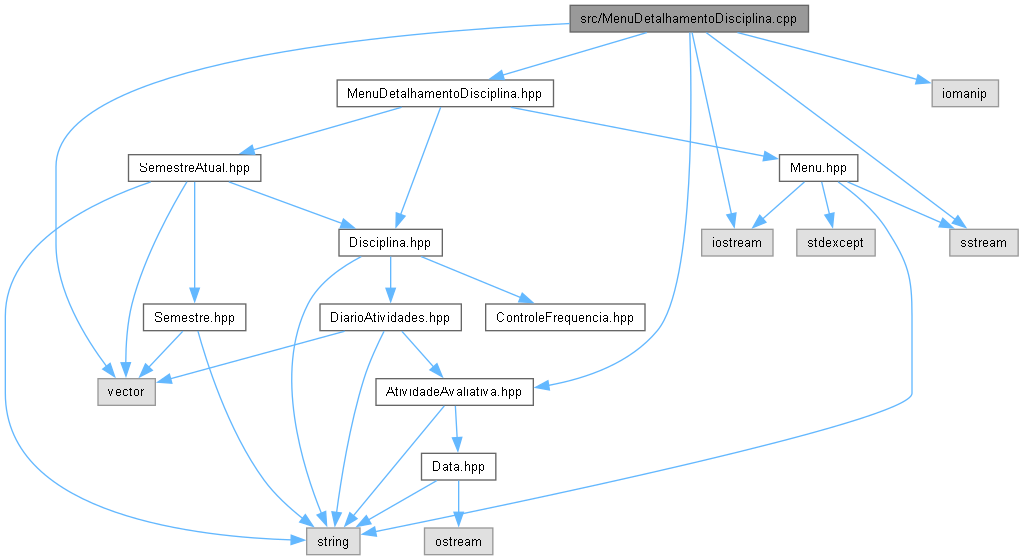 src/MenuDetalhamentoDisciplina.cpp
MenuDetalhamentoDisciplina.hpp
iomanip
SemestreAtual.hpp
Menu.hpp
Disciplina.hpp
iostream
stdexcept
sstream
Semestre.hpp
DiarioAtividades.hpp
ControleFrequencia.hpp
vector
AtividadeAvaliativa.hpp
Data.hpp
string
ostream